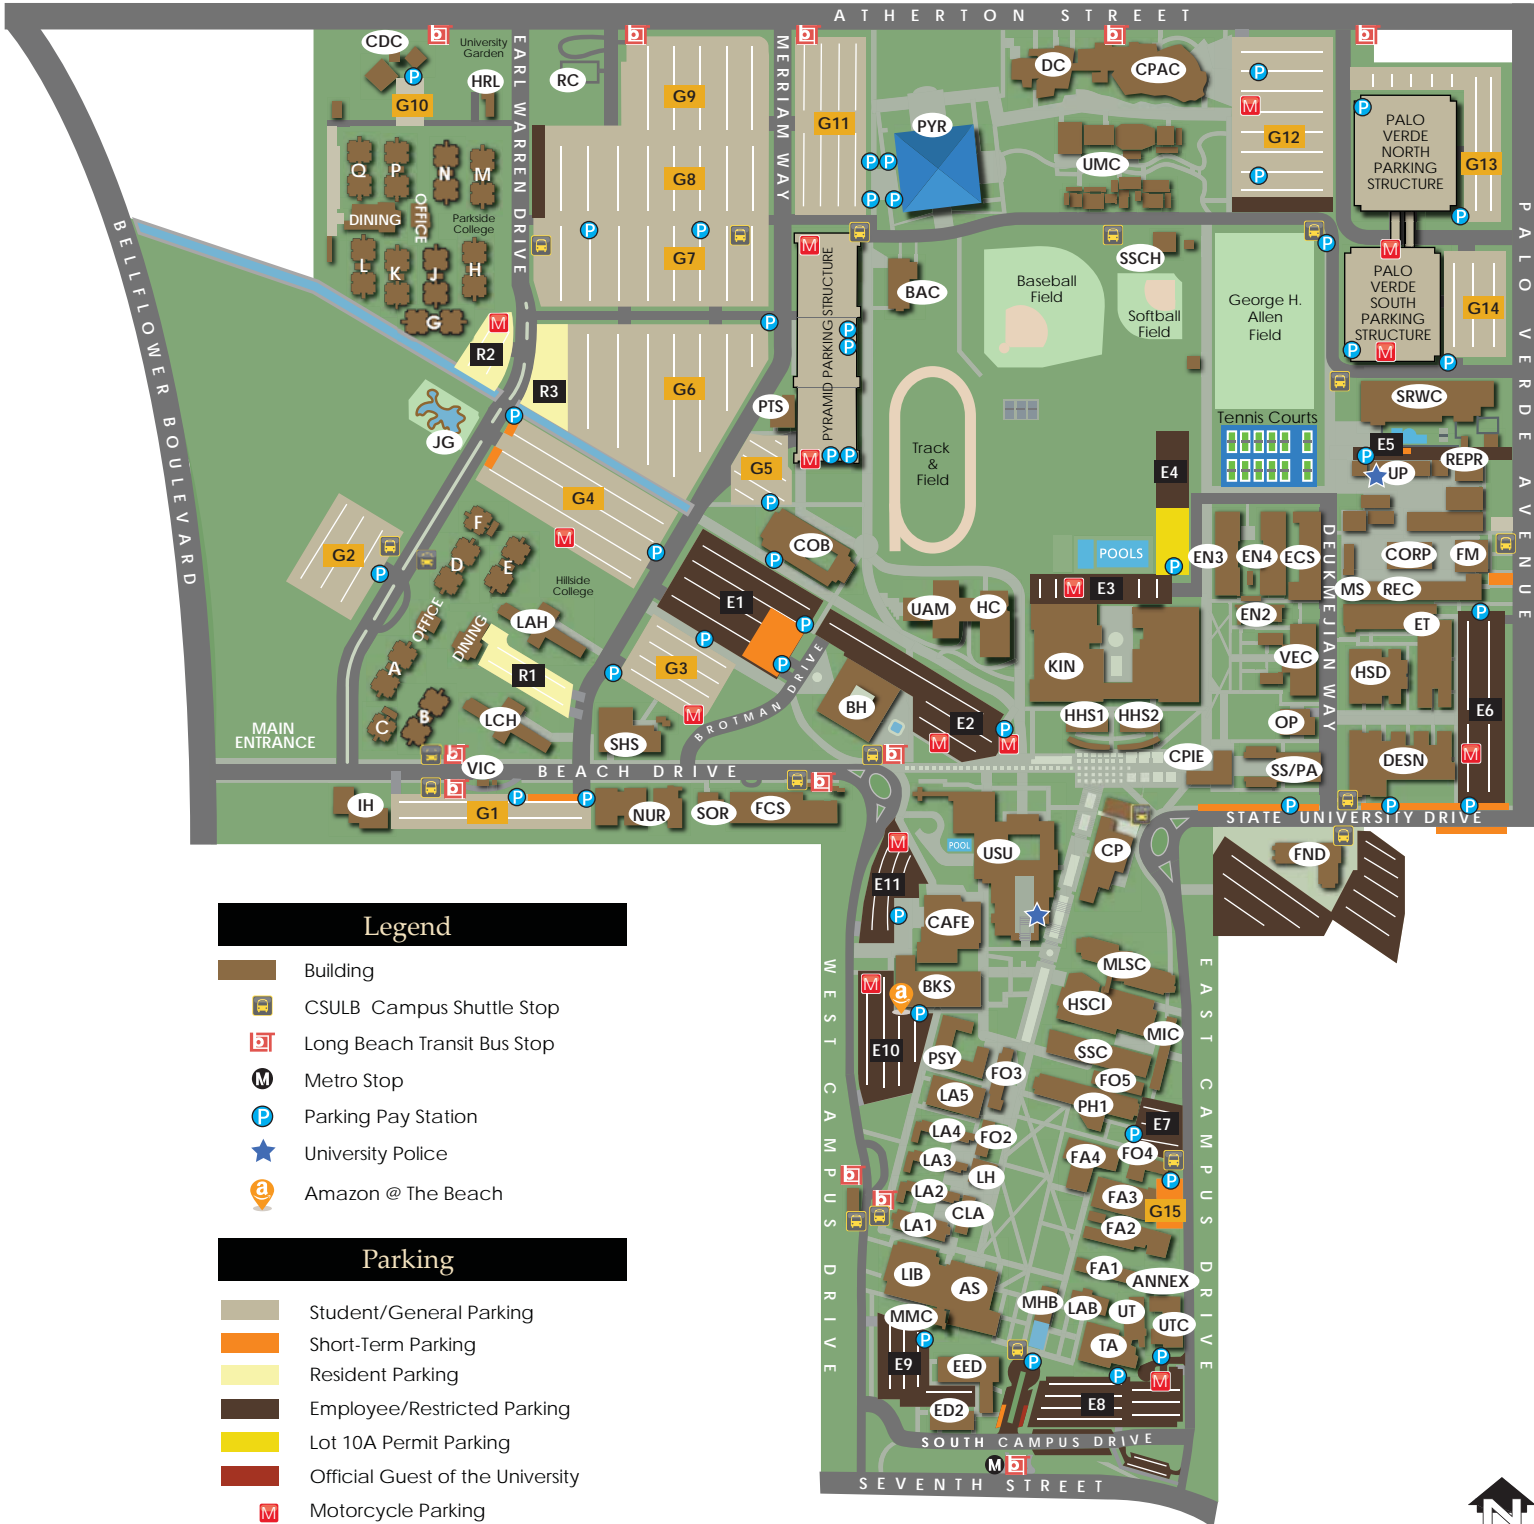 ATHERTON STREET
CDC
University
Garden
HRL
G10
EARL WARREN DRIVE
RC
G9
MERRIAM WAY
G11
PYR
DC
CPAC
UMC
G12
PALO
VERDE
NORTH
PARKING
STRUCTURE
G13
G8
Q
P
N
M
DINING
OFFICE
Parkside
College
L
K
J
H
G
G7
PYRAMID PARKING STRUCTURE
BAC
SSCH
Baseball
Field
Softball
Field
George H.
Allen
Field
PALO
VERDE
SOUTH
PARKING
STRUCTURE
G14
PALO VERDE AVENUE
BELLFLOWER BOULEVARD
R2
R3
G6
JG
PTS
G5
Track
&
Field
E4
Tennis Courts
SRWC
E5
REPR
UP
G4
G2
F
D
E
OFFICE
Hillside
College
COB
POOLS
EN3
EN4
ECS
DEUKMEJIAN WAY
CORP
FM
MS
REC
E1
E3
UAM
HC
EN2
ET
LAH
DINING
A
R1
G3
BROTMAN DRIVE
KIN
VEC
HSD
E6
C
B
LCH
SHS
BH
E2
HHS1
HHS2
OP
MAIN
ENTRANCE
VIC
BEACH DRIVE
CPIE
SS/PA
DESN
IH
G1
NUR
SOR
FCS
STATE UNIVERSITY DRIVE
POOL
USU
CP
FND
E11
CAFE
WEST CAMPUS DRIVE
EAST CAMPUS DRIVE
MLSC
BKS
HSCI
MIC
E10
PSY
FO3
SSC
FO5
LA5
PH1
E7
LA4
FO2
LA3
FA4
FO4
LH
LA2
FA3
CLA
G15
LA1
FA2
LIB
AS
FA1
ANNEX
MHB
LAB
UT
MMC
UTC
TA
E9
EED
E8
ED2
SOUTH CAMPUS DRIVE
SEVENTH STREET
Legend
Building
CSULB Campus Shuttle Stop
Long Beach Transit Bus Stop
M Metro Stop
P Parking Pay Station
University Police
a Amazon @ The Beach
Parking
Student/General Parking
Short-Term Parking
Resident Parking
Employee/Restricted Parking
Lot 10A Permit Parking
Official Guest of the University
M Motorcycle Parking
N